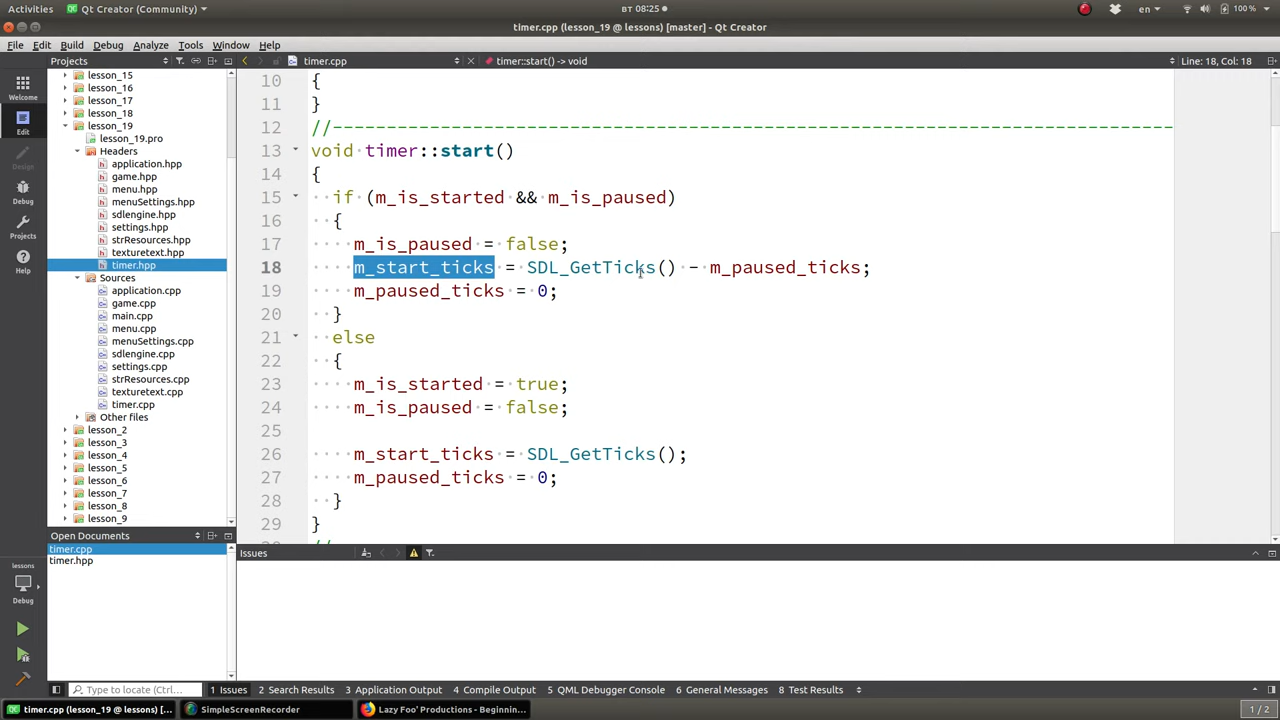 Activities Qt Creator (Community) вт 08:25 en 100 %
timer.cpp (lesson_19 @ lessons) [master] - Qt Creator
File Edit Build Debug Analyze Tools Window Help
Projects timer.cpp timer::start() -> void Line: 18, Col: 18
Welcome
Edit
Design
Debug
Projects
Help
lessons
Debug
lesson_15
lesson_16
lesson_17
lesson_18
lesson_19
lesson_19.pro
Headers
application.hpp
game.hpp
menu.hpp
menuSettings.hpp
sdlengine.hpp
settings.hpp
strResources.hpp
texturetext.hpp
timer.hpp
Sources
application.cpp
game.cpp
main.cpp
menu.cpp
menuSettings.cpp
sdlengine.cpp
settings.cpp
strResources.cpp
texturetext.cpp
timer.cpp
Other files
lesson_2
lesson_3
lesson_4
lesson_5
lesson_6
lesson_7
lesson_8
lesson_9
Open Documents
timer.cpp
timer.hpp
10 {
11 }
12 //------------------------------------------------------------------------------
13 void timer::start()
14 {
15 if (m_is_started && m_is_paused)
16 {
17 m_is_paused = false;
18 m_start_ticks = SDL_GetTicks() - m_paused_ticks;
19 m_paused_ticks = 0;
20 }
21 else
22 {
23 m_is_started = true;
24 m_is_paused = false;
25
26 m_start_ticks = SDL_GetTicks();
27 m_paused_ticks = 0;
28 }
29 }
Issues
Type to locate (... 1 Issues 2 Search Results 3 Application Output 4 Compile Output 5 QML Debugger Console 6 General Messages 8 Test Results
timer.cpp (lesson_19 @ lessons) [... SimpleScreenRecorder Lazy Foo' Productions - Beginnin... 1 / 2